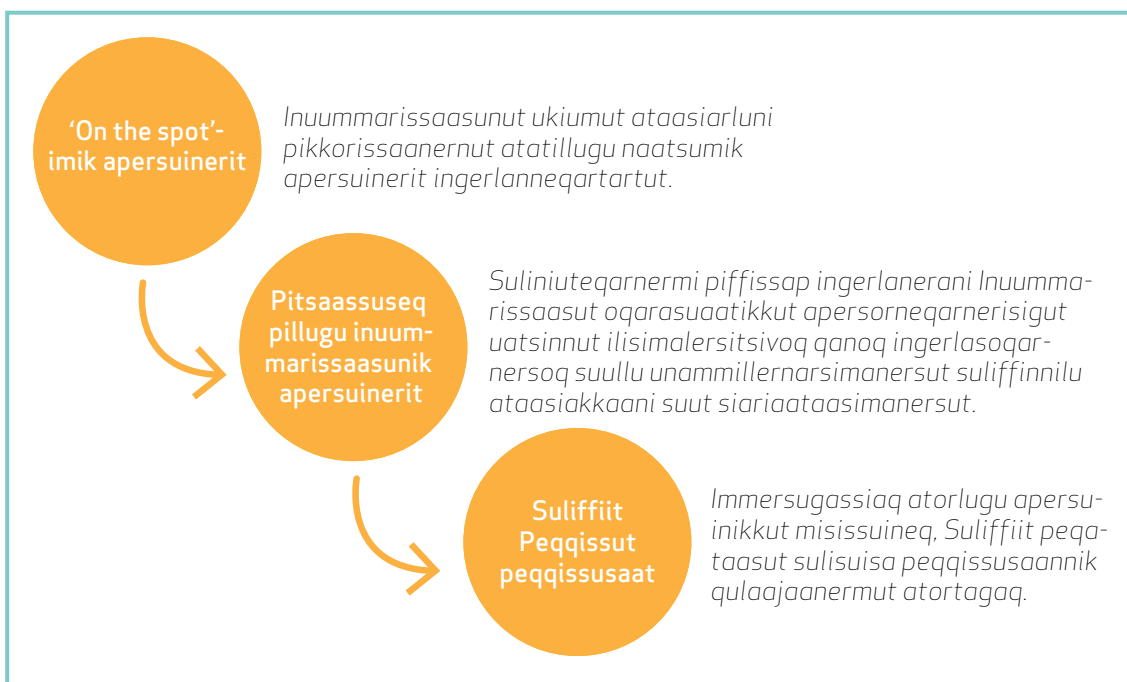 'On the spot'-
imik apersuinerit
Inuummarissaasunut ukiumut ataasiarluni
pikkorissaanernut atatillugu naatsumik
apersuinerit ingerlanneqartartut.
Pitsaassuseq
pillugu inuum-
marissaasunik
apersuinerit
Suliniuteqarnermi piffissap ingerlanerani Inuumma-
rissaasut oqarasuaatikkut apersorneqarnerisigut
uatsinnut ilisimalersitsivoq qanoq ingerlasoqar-
nersoq suullu unammillernarsimanersut suliffinnilu
ataasiakkaani suut siariaataasimanersut.
Suliffiit
Peqqissut
peqqissusaat
Immersugassiaq atorlugu apersu-
inikkut misissuineq, Suliffiit peqa-
taasut sulisuisa peqqissusaannik
qulaajaanermut atortagaq.